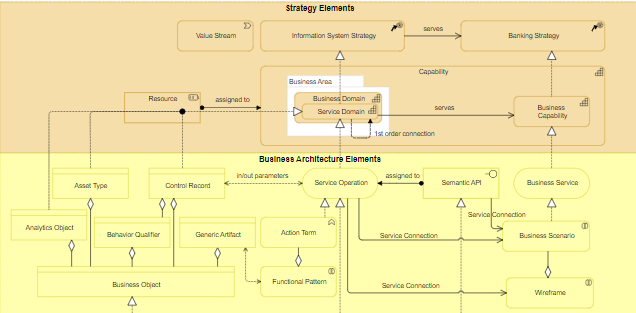 Strategy Elements
Value Stream
Information System Strategy
serves
Banking Strategy
Capability
Business Area
Resource
assigned to
Business Domain
Service Domain
serves
Business
Capability
1st order connection
Business Architecture Elements
Asset Type
Control Record
in/out parameters
Service Operation
assigned to
Semantic API
Business Service
Analytics Object
Behavior Qualifier
Generic Artifact
Action Term
Service Connection
Service Connection
Business Scenario
Business Object
Functional Pattern
Service Connection
Wireframe